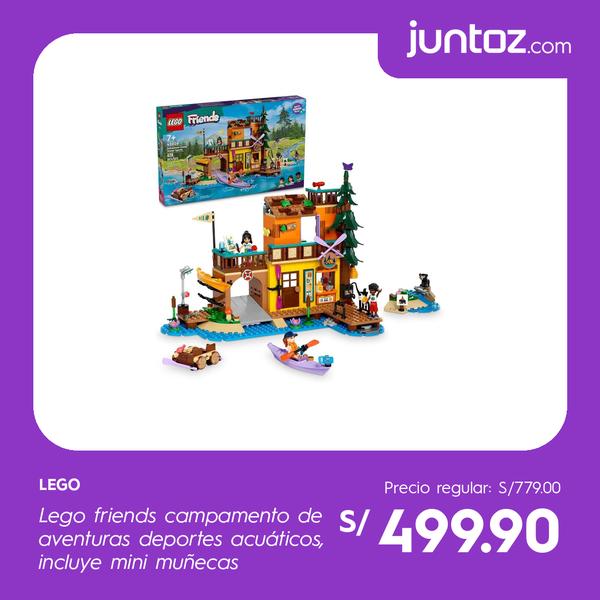 juntoz.com
LEGO Friends
7+
LEGO
Precio regular: S/779.00
Lego friends campamento de
aventuras deportes acuáticos,
incluye mini muñecas
S/ 499.90